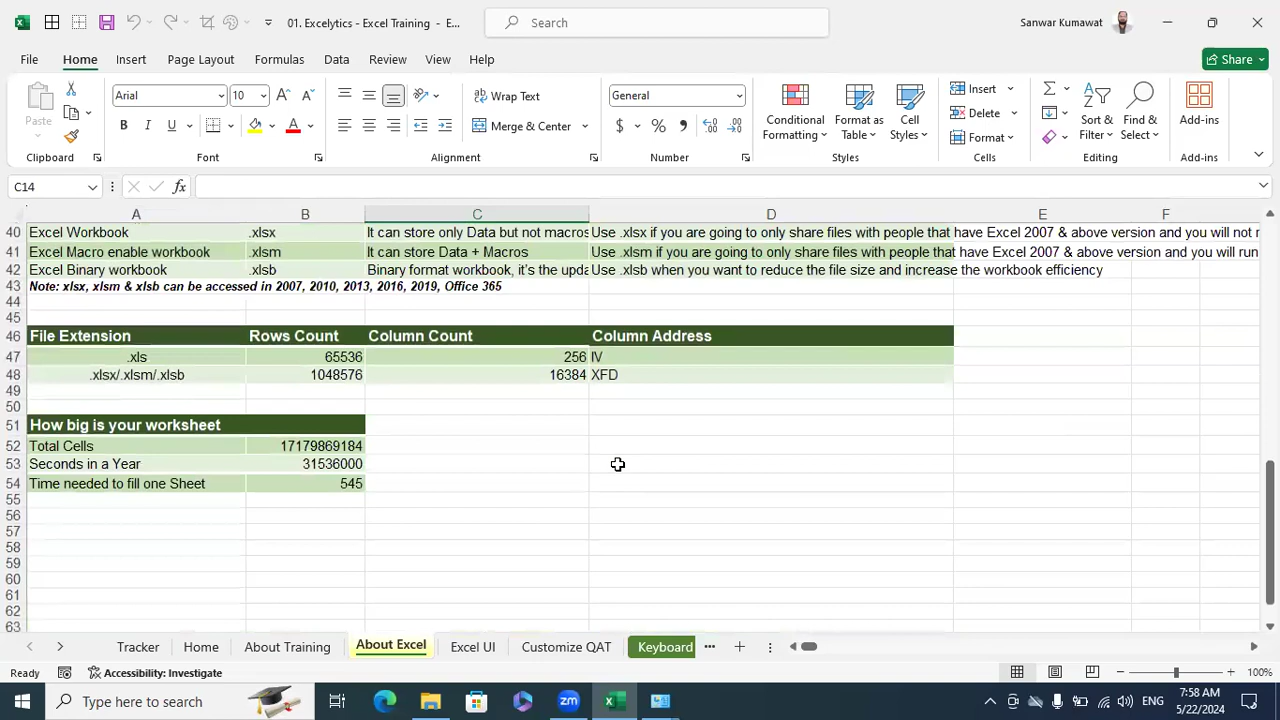 01. Excelytics - Excel Training - E...
Search
Sanwar Kumawat
File Home Insert Page Layout Formulas Data Review View Help
Share
Paste
Arial 10
B I U A
Wrap Text
Merge & Center
General
$ % ,
Conditional Formatting
Format as Table
Cell Styles
Insert
Delete
Format
Sort & Filter
Find & Select
Add-ins
Clipboard Font Alignment Number Styles Cells Editing Add-ins
C14 fx
A B C D E F
40 Excel Workbook .xlsx It can store only Data but not macros Use .xlsx if you are going to only share files with people that have Excel 2007 & above version and you will not
41 Excel Macro enable workbook .xlsm It can store Data + Macros Use .xlsm if you are going to only share files with people that have Excel 2007 & above version and you will run
42 Excel Binary workbook .xlsb Binary format workbook, it's the upda Use .xlsb when you want to reduce the file size and increase the workbook efficiency
43 Note: xlsx, xlsm & xlsb can be accessed in 2007, 2010, 2013, 2016, 2019, Office 365
44
45
46 File Extension Rows Count Column Count Column Address
47 .xls 65536 256 IV
48 .xlsx/.xlsm/.xlsb 1048576 16384 XFD
49
50
51 How big is your worksheet
52 Total Cells 17179869184
53 Seconds in a Year 31536000
54 Time needed to fill one Sheet 545
55
56
57
58
59
60
61
62
63
Tracker Home About Training About Excel Excel UI Customize QAT Keyboard
Ready Accessibility: Investigate 100%
Type here to search
ENG
7:58 AM
5/22/2024